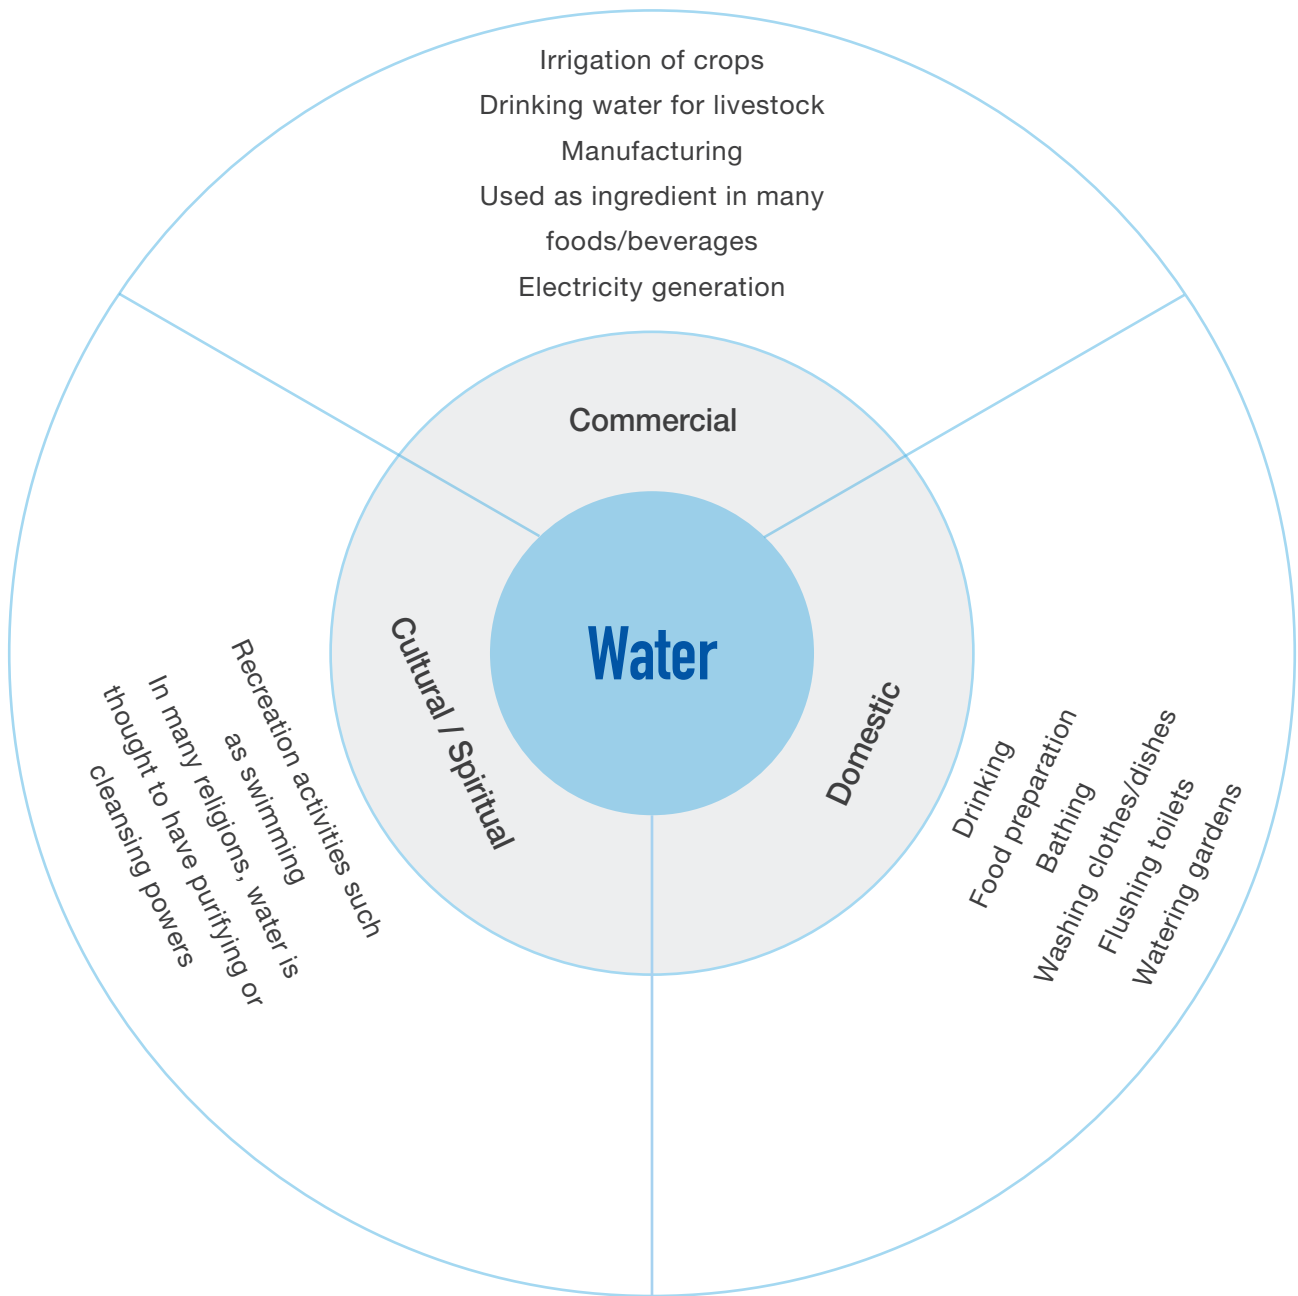 Irrigation of crops
Drinking water for livestock
Manufacturing
Used as ingredient in many
foods/beverages
Electricity generation
Commercial
Water
Cultural / Spiritual
Recreation activities such
as swimming
In many religions, water is
thought to have purifying or
cleansing powers
Domestic
Drinking
Food preparation
Bathing
Washing clothes/dishes
Flushing toilets
Watering gardens